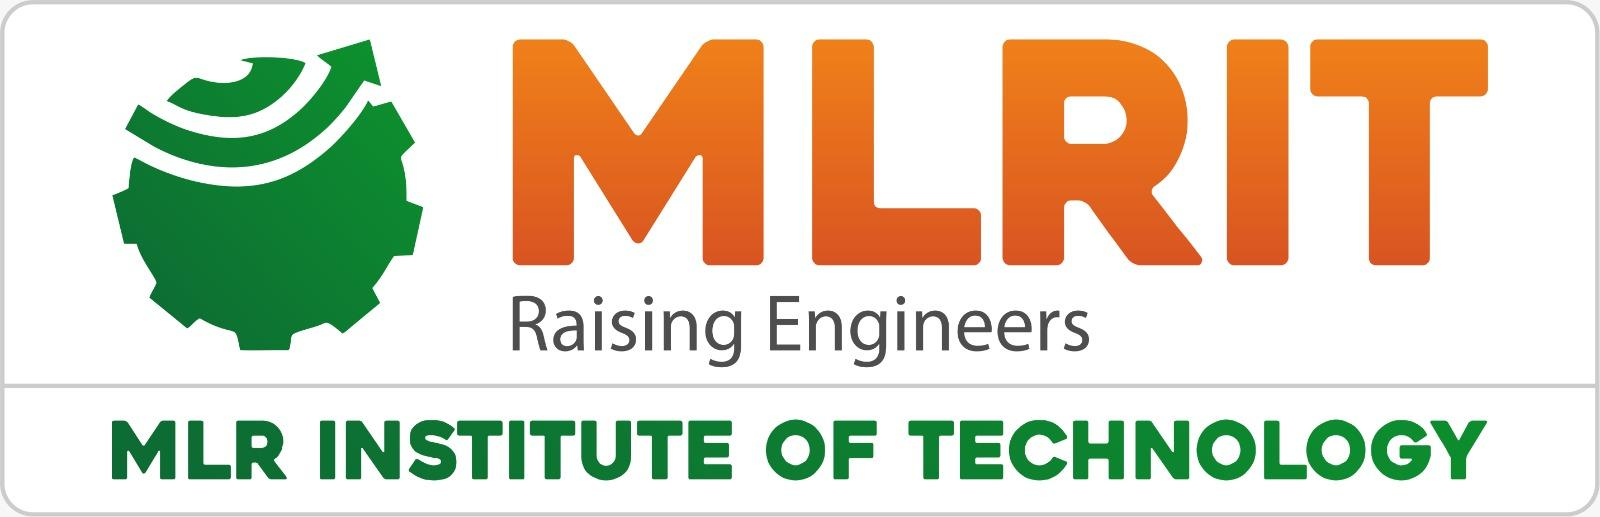 MLRIT
Raising Engineers
MLR INSTITUTE OF TECHNOLOGY